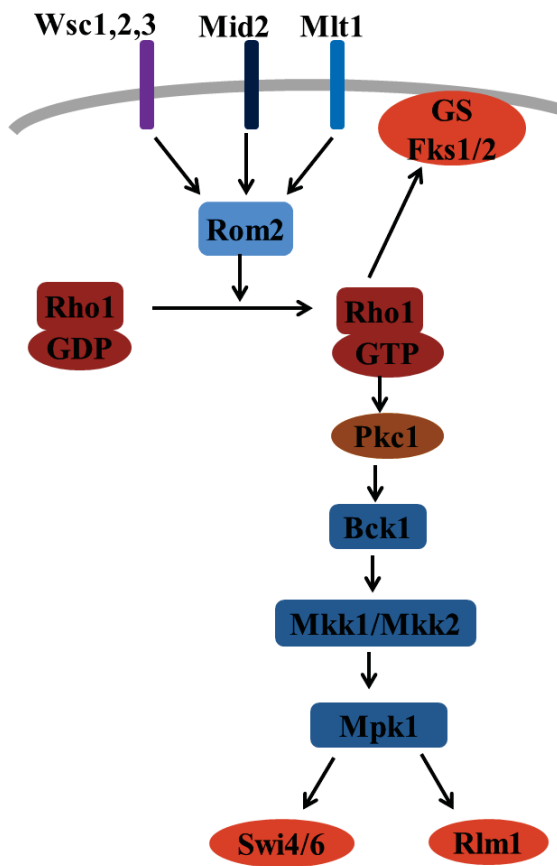 Wsc1,2,3
Mid2
Mlt1
GS
Fks1/2
Rom2
Rho1
GDP
Rho1
GTP
Pkc1
Bck1
Mkk1/Mkk2
Mpk1
Swi4/6
Rlm1